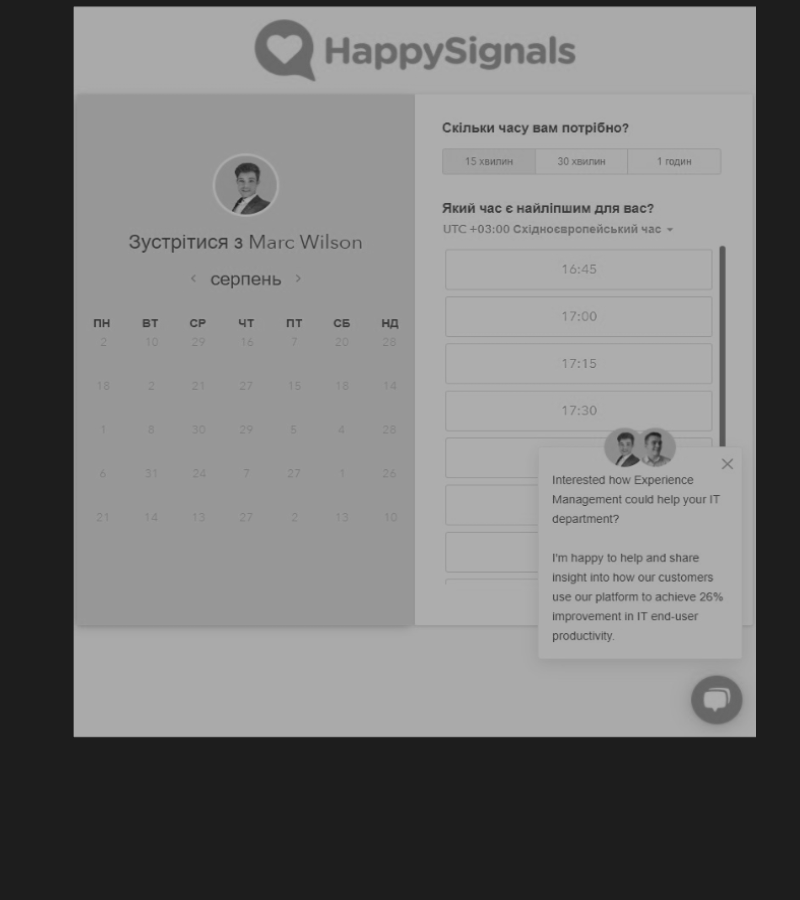 HappySignals
Зустрітися з Marc Wilson
серпень
ПН ВТ СР ЧТ ПТ СБ НД
2 10 29 16 7 20 28
18 2 21 27 15 15 14
1 8 30 29 5 4 28
6 31 24 7 27 1 26
21 14 13 27 2 13 10
Скільки часу вам потрібно?
15 хвилин 30 хвилин 1 годин
Який час є найліпшим для вас?
UTC +03:00 Східноєвропейський час
16:45
17:00
17:15
17:30
Interested how Experience
Management could help your IT
department?
I'm happy to help and share
insight into how our customers
use our platform to achieve 26%
improvement in IT end-user
productivity.